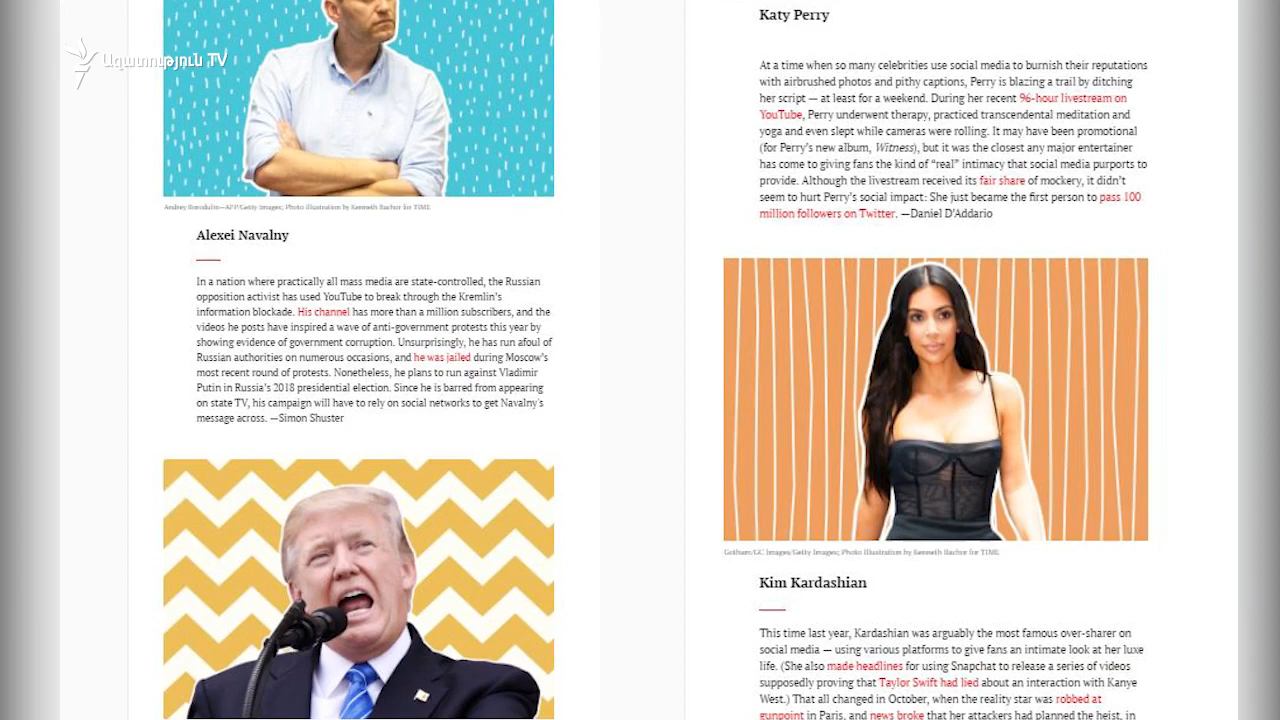 Ազատություն TV
Andrey Borodulin—AFP/Getty Images; Photo illustration by Kenneth Bachor for TIME
Alexei Navalny
In a nation where practically all mass media are state-controlled, the Russian
opposition activist has used YouTube to break through the Kremlin's
information blockade. His channel has more than a million subscribers, and the
videos he posts have inspired a wave of anti-government protests this year by
showing evidence of government corruption. Unsurprisingly, he has run afoul of
Russian authorities on numerous occasions, and he was jailed during Moscow's
most recent round of protests. Nonetheless, he plans to run against Vladimir
Putin in Russia's 2018 presidential election. Since he is barred from appearing
on state TV, his campaign will have to rely on social networks to get Navalny's
message across. —Simon Shuster
Katy Perry
At a time when so many celebrities use social media to burnish their reputations
with airbrushed photos and pithy captions, Perry is blazing a trail by ditching
her script — at least for a weekend. During her recent 96-hour livestream on
YouTube, Perry underwent therapy, practiced transcendental meditation and
yoga and even slept while cameras were rolling. It may have been promotional
(for Perry's new album, Witness), but it was the closest any major entertainer
has come to giving fans the kind of “real” intimacy that social media purports to
provide. Although the livestream received its fair share of mockery, it didn't
seem to hurt Perry's social impact: She just became the first person to pass 100
million followers on Twitter. —Daniel D'Addario
Gotham/GC Images/Getty Images; Photo illustration by Kenneth Bachor for TIME
Kim Kardashian
This time last year, Kardashian was arguably the most famous over-sharer on
social media — using various platforms to give fans an intimate look at her luxe
life. (She also made headlines for using Snapchat to release a series of videos
supposedly proving that Taylor Swift had lied about an interaction with Kanye
West.) That all changed in October, when the reality star was robbed at
gunpoint in Paris, and news broke that her attackers had planned the heist, in